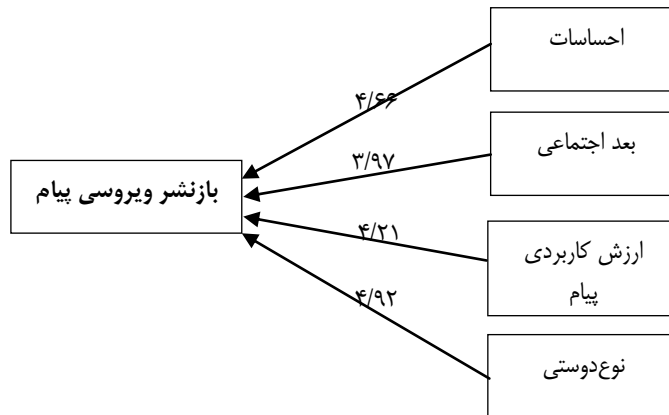 احساسات
۴/۶۶
بعد اجتماعی
۳/۹۷
بازنشر ویروسی پیام
۴/۲۱
ارزش کاربردی
پیام
۴/۹۲
نوع‌دوستی